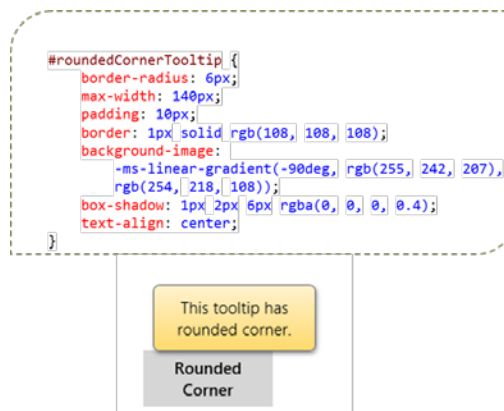 #roundedCornerTooltip {
border-radius: 6px;
max-width: 140px;
padding: 10px;
border: 1px solid rgb(108, 108, 108);
background-image:
-ms-linear-gradient(-90deg, rgb(255, 242, 207),
rgb(254, 218, 108));
box-shadow: 1px 2px 6px rgba(0, 0, 0, 0.4);
text-align: center;
}
This tooltip has
rounded corner.
Rounded
Corner